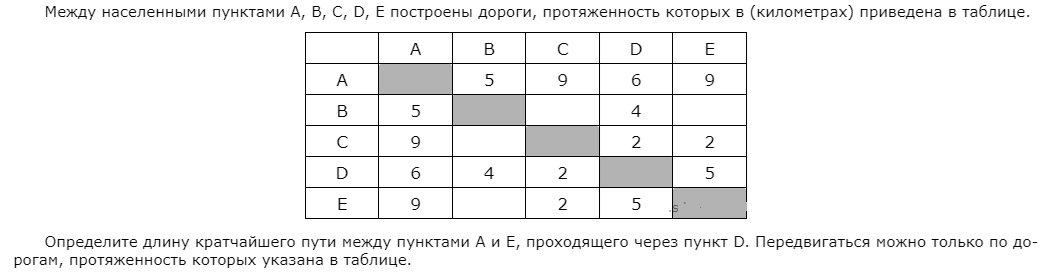 Между населенными пунктами A, B, C, D, E построены дороги, протяженность которых в (километрах) приведена в таблице.
A B C D E
A 5 9 6 9
B 5 4
C 9 2 2
D 6 4 2 5
E 9 2 5
Определите длину кратчайшего пути между пунктами A и E, проходящего через пункт D. Передвигаться можно только по до-
рогам, протяженность которых указана в таблице.